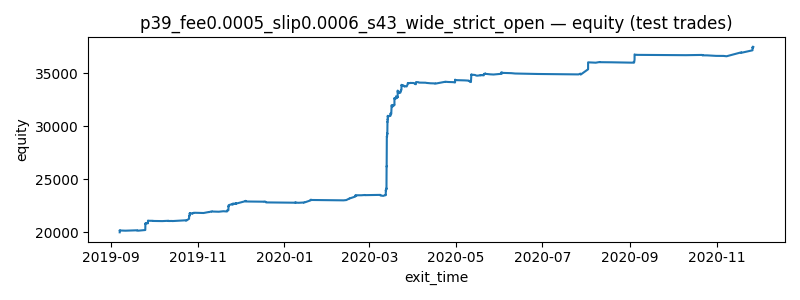 p39_fee0.0005_slip0.0006_s43_wide_strict_open — equity (test trades)
equity
35000
30000
25000
20000
2019-09 2019-11 2020-01 2020-03 2020-05 2020-07 2020-09 2020-11
exit_time